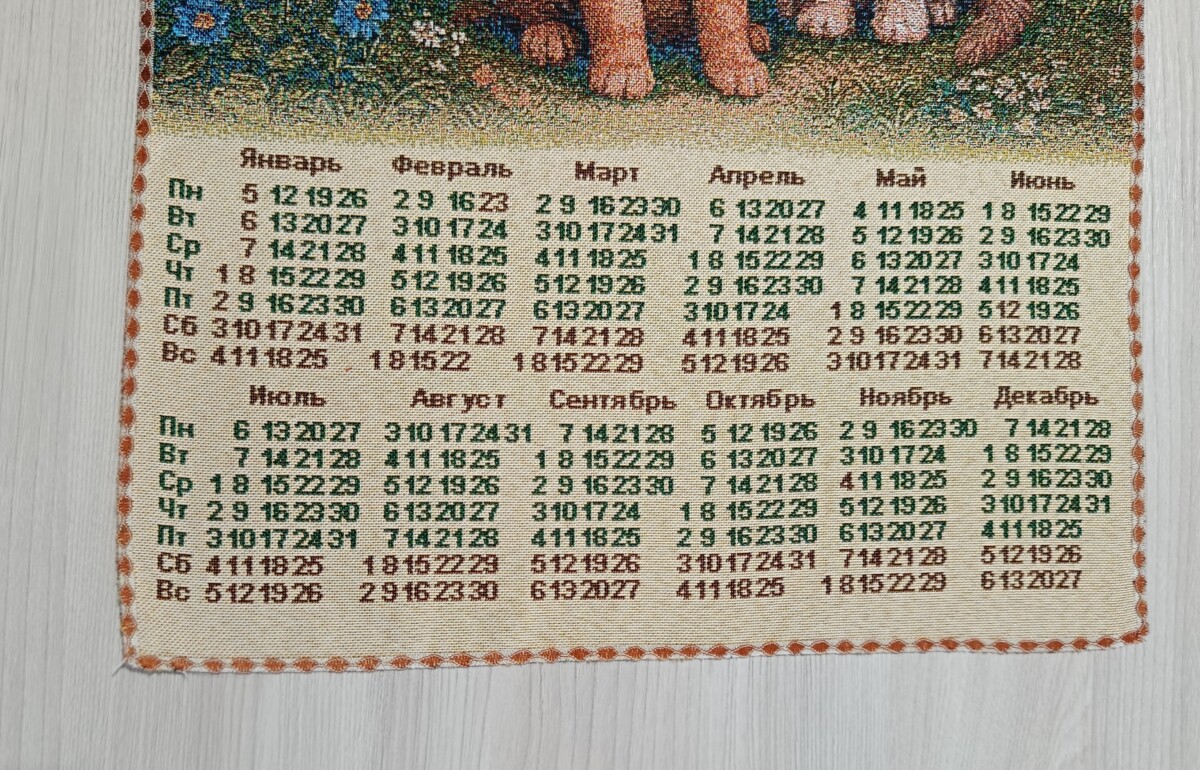 Январь Февраль Март Апрель Май Июнь
Пн 5 12 19 26 2 9 16 23 2 9 16 23 30 6 13 20 27 4 11 18 25 1 8 15 22 29
Вт 6 13 20 27 3 10 17 24 3 10 17 24 31 7 14 21 28 5 12 19 26 2 9 16 23 30
Ср 7 14 21 28 4 11 18 25 4 11 18 25 1 8 15 22 29 6 13 20 27 3 10 17 24
Чт 1 8 15 22 29 5 12 19 26 5 12 19 26 2 9 16 23 30 7 14 21 28 4 11 18 25
Пт 2 9 16 23 30 6 13 20 27 6 13 20 27 3 10 17 24 1 8 15 22 29 5 12 19 26
Сб 3 10 17 24 31 7 14 21 28 7 14 21 28 4 11 18 25 2 9 16 23 30 6 13 20 27
Вс 4 11 18 25 1 8 15 22 1 8 15 22 29 5 12 19 26 3 10 17 24 31 7 14 21 28
Июль Август Сентябрь Октябрь Ноябрь Декабрь
Пн 6 13 20 27 3 10 17 24 31 7 14 21 28 5 12 19 26 2 9 16 23 30 7 14 21 28
Вт 7 14 21 28 4 11 18 25 1 8 15 22 29 6 13 20 27 3 10 17 24 1 8 15 22 29
Ср 1 8 15 22 29 5 12 19 26 2 9 16 23 30 7 14 21 28 4 11 18 25 2 9 16 23 30
Чт 2 9 16 23 30 6 13 20 27 3 10 17 24 1 8 15 22 29 5 12 19 26 3 10 17 24 31
Пт 3 10 17 24 31 7 14 21 28 4 11 18 25 2 9 16 23 30 6 13 20 27 4 11 18 25
Сб 4 11 18 25 1 8 15 22 29 5 12 19 26 3 10 17 24 31 7 14 21 28 5 12 19 26
Вс 5 12 19 26 2 9 16 23 30 6 13 20 27 4 11 18 25 1 8 15 22 29 6 13 20 27